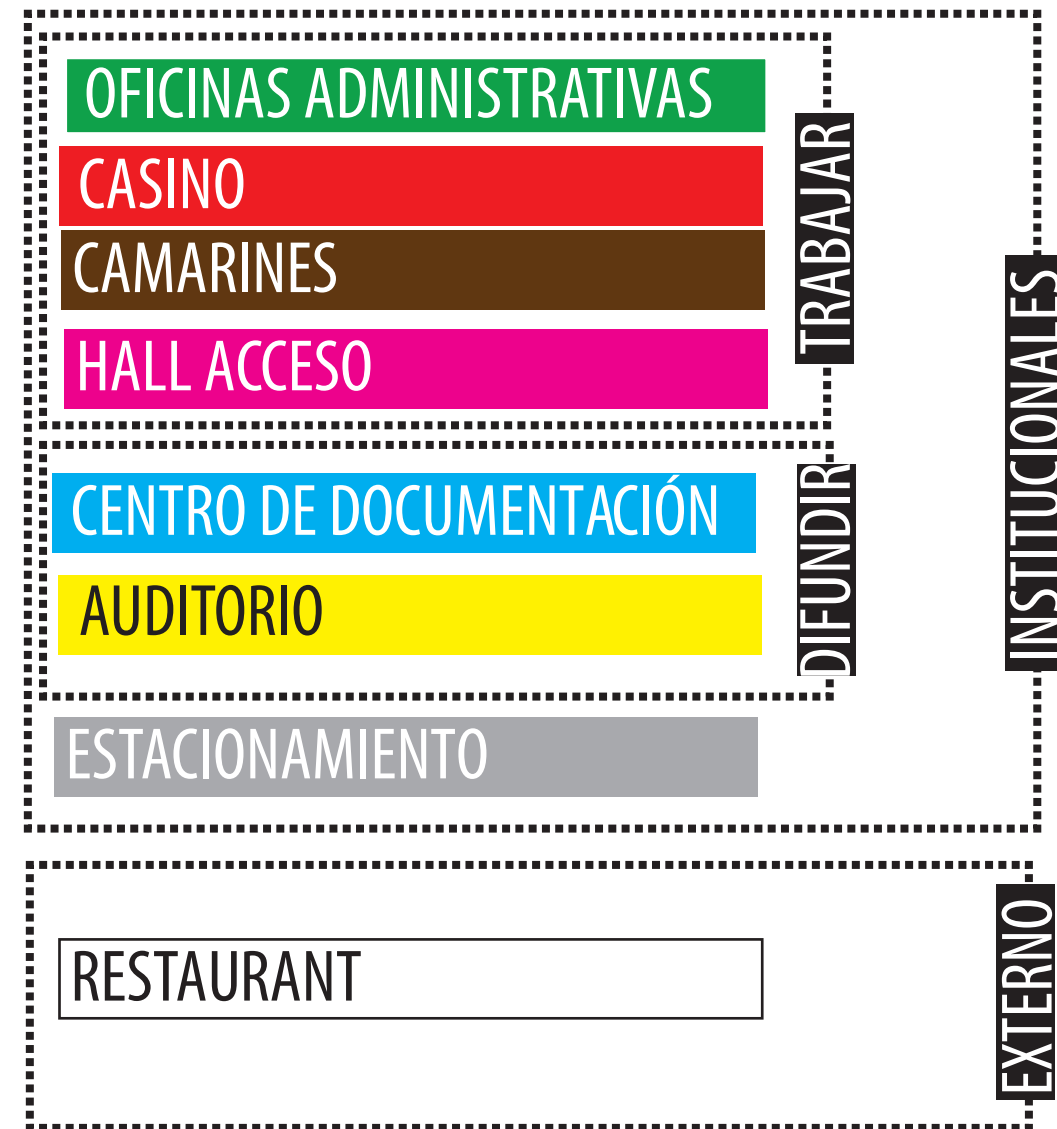 OFICINAS ADMINISTRATIVAS
CASINO
CAMARINES
HALL ACCESO
TRABAJAR
CENTRO DE DOCUMENTACIÓN
AUDITORIO
DIFUNDIR
ESTACIONAMIENTO
INSTITUCIONALES
RESTAURANT
EXTERNO